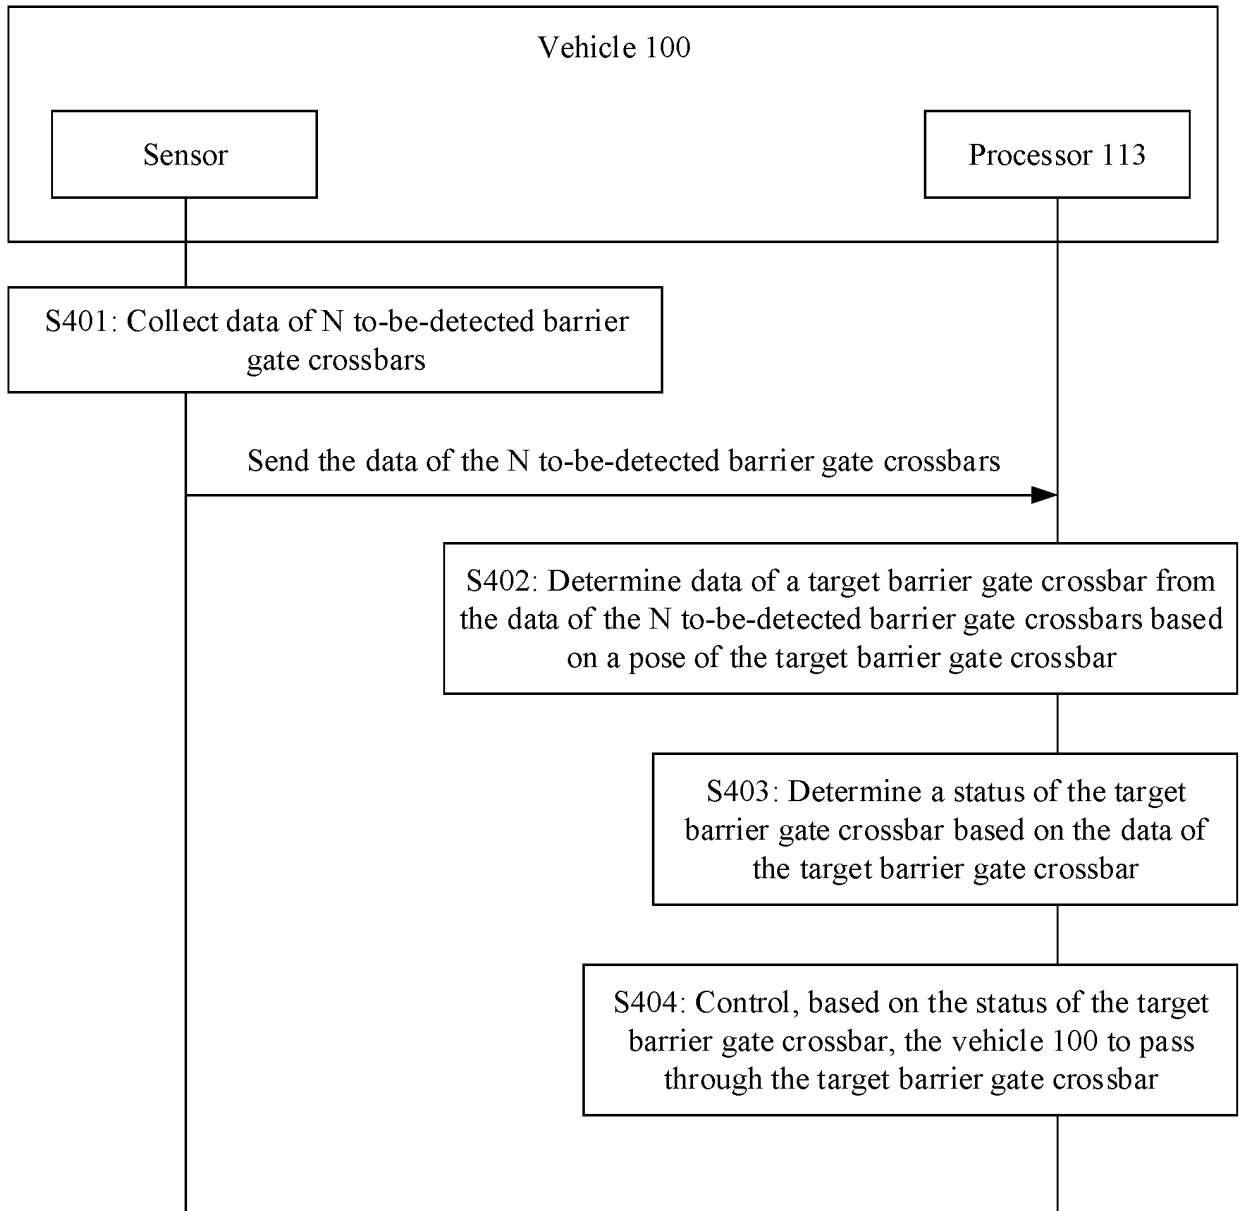 Vehicle 100
Sensor
Processor 113
S401: Collect data of N to-be-detected barrier
gate crossbars
Send the data of the N to-be-detected barrier gate crossbars
S402: Determine data of a target barrier gate crossbar from
the data of the N to-be-detected barrier gate crossbars based
on a pose of the target barrier gate crossbar
S403: Determine a status of the target
barrier gate crossbar based on the data of
the target barrier gate crossbar
S404: Control, based on the status of the target
barrier gate crossbar, the vehicle 100 to pass
through the target barrier gate crossbar